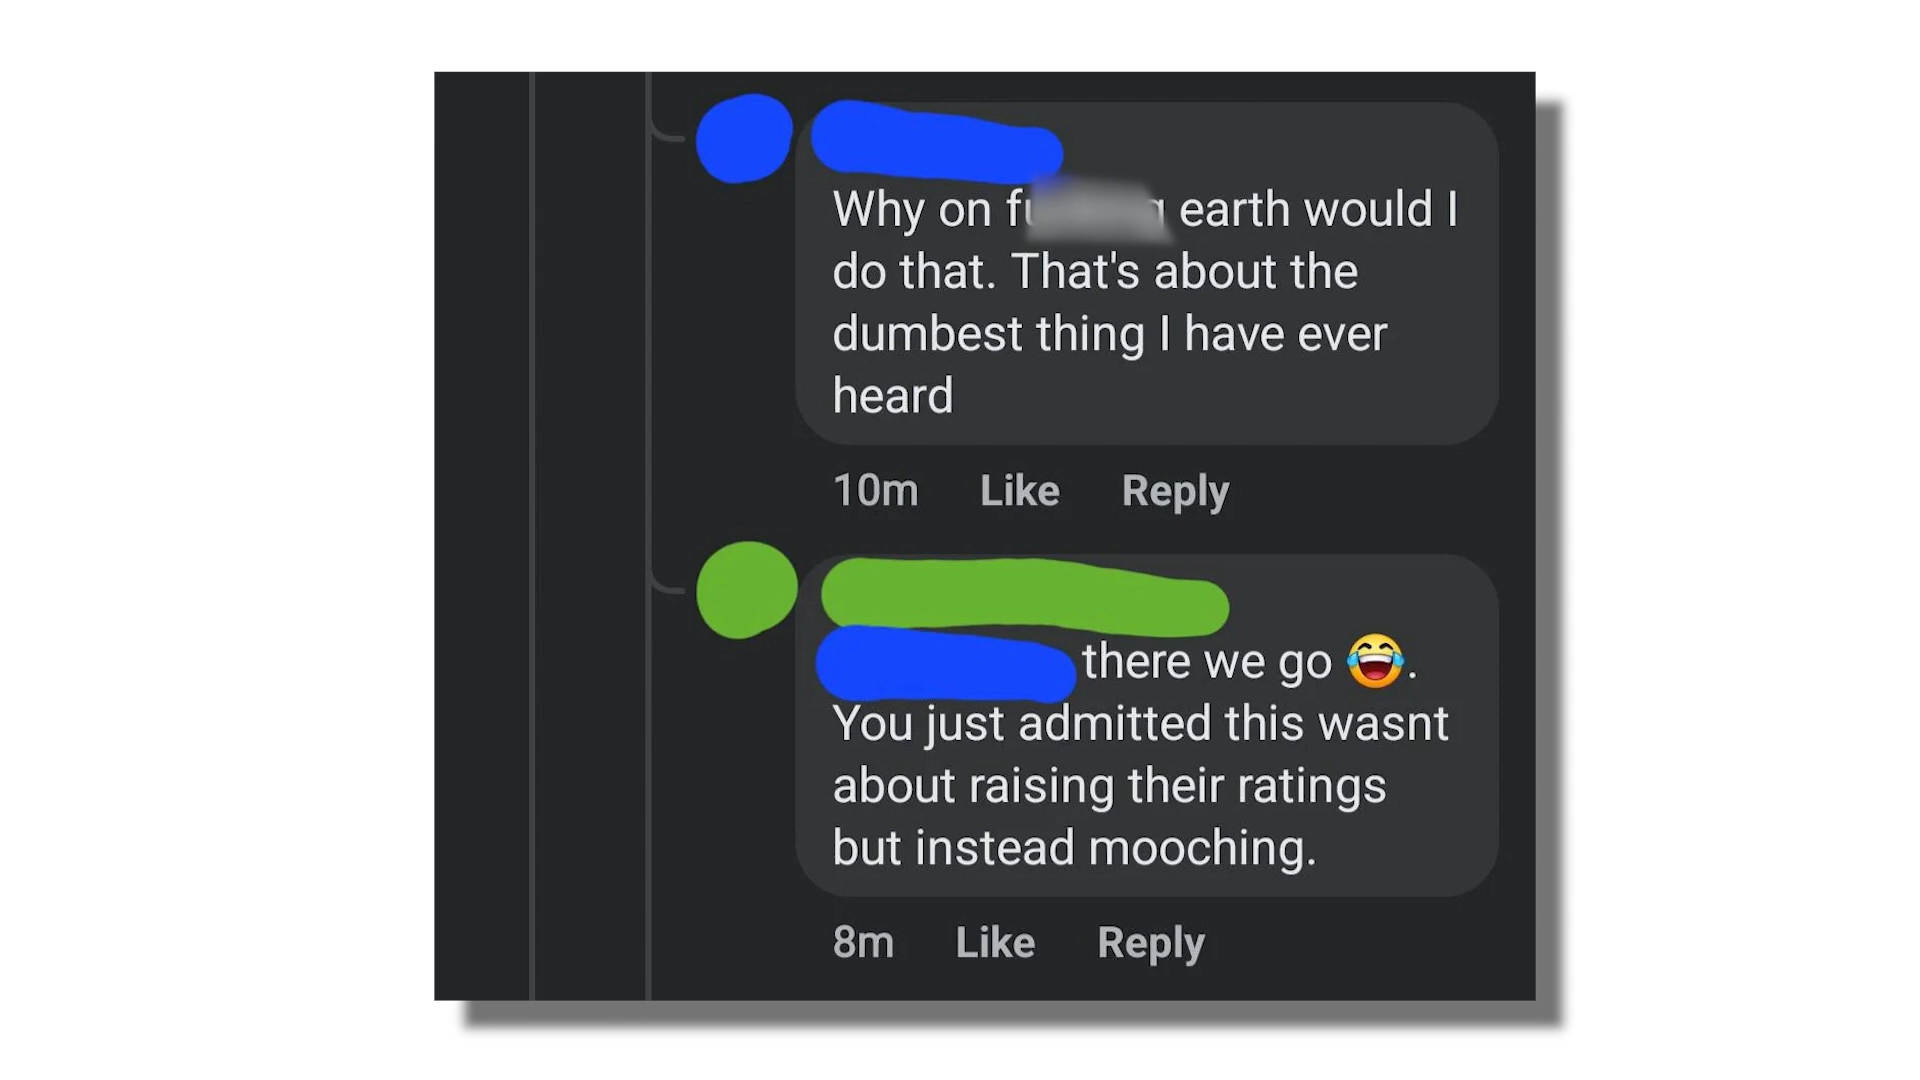 Why on earth would I
do that. That's about the
dumbest thing I have ever
heard
10m Like Reply
there we go 😂.
You just admitted this wasnt
about raising their ratings
but instead mooching.
8m Like Reply